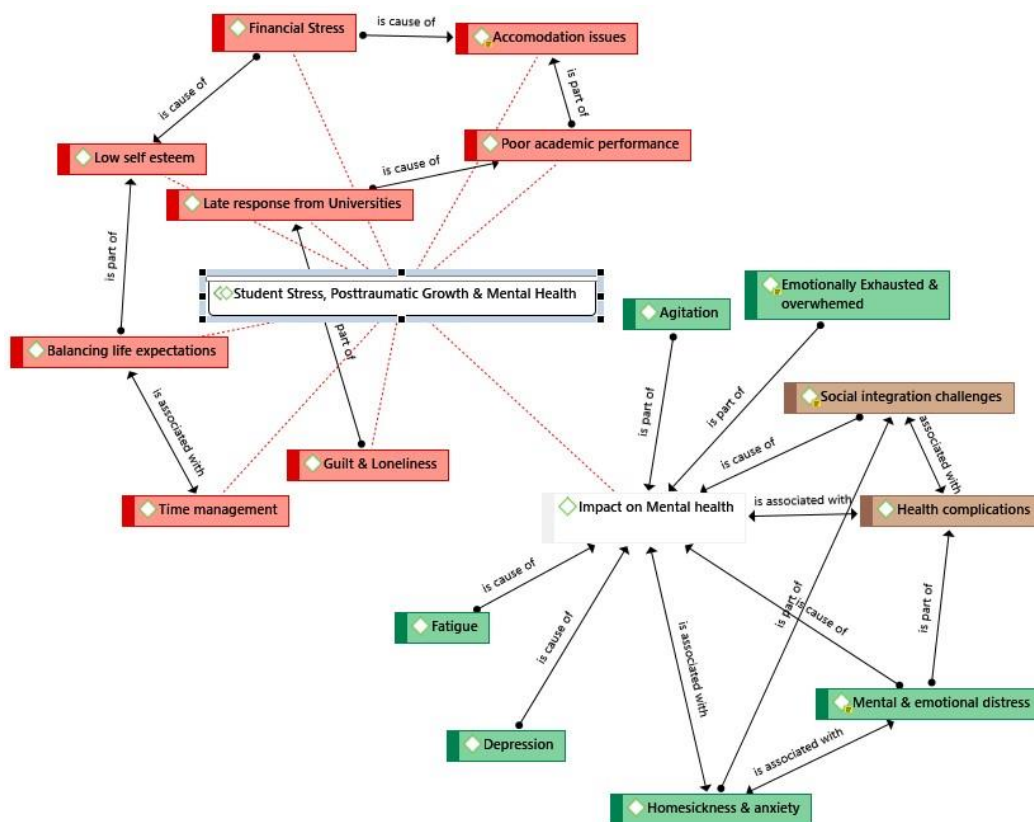 is cause of
Financial Stress
Accomodation issues
is cause of
is part of
Low self esteem
is cause of
Poor academic performance
Late response from Universities
is part of
Student Stress, Posttraumatic Growth & Mental Health
Emotionally Exhausted &
overwhemed
Agitation
part of
Balancing life expectations
is part of
is part of
Social integration challenges
is associated with
is cause of
associated with
Guilt & Loneliness
Time management
Impact on Mental health
is associated with
Health complications
is cause of
is part of
Fatigue
is cause of
is cause of
is part of
is associated with
Mental & emotional distress
Depression
is associated with
Homesickness & anxiety